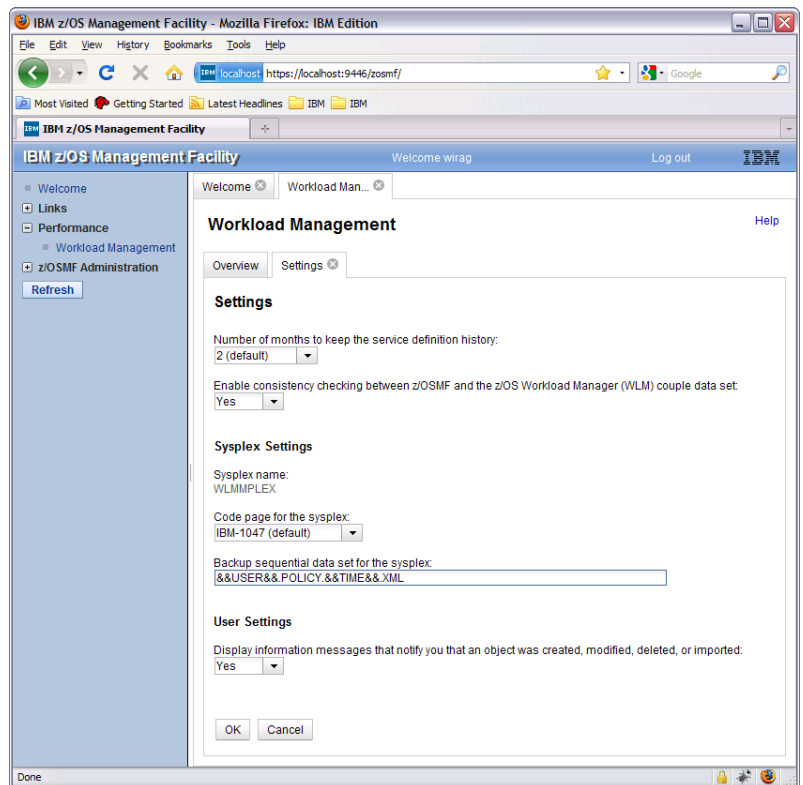 IBM z/OS Management Facility - Mozilla Firefox: IBM Edition
File Edit View History Bookmarks Tools Help
IBM localhost https://localhost:9446/zosmf/ Google
Most Visited Getting Started Latest Headlines IBM IBM
IBM IBM z/OS Management Facility
IBM z/OS Management Facility Welcome wirag Log out IBM
Welcome
Links
Performance
Workload Management
z/OSMF Administration
Refresh
Welcome Workload Man...
Workload Management Help
Overview Settings
Settings
Number of months to keep the service definition history:
2 (default)
Enable consistency checking between z/OSMF and the z/OS Workload Manager (WLM) couple data set:
Yes
Sysplex Settings
Sysplex name:
WLMMPLEX
Code page for the sysplex:
IBM-1047 (default)
Backup sequential data set for the sysplex:
&&USER&&.POLICY.&&TIME&&.XML
User Settings
Display information messages that notify you that an object was created, modified, deleted, or imported:
Yes
OK Cancel
Done